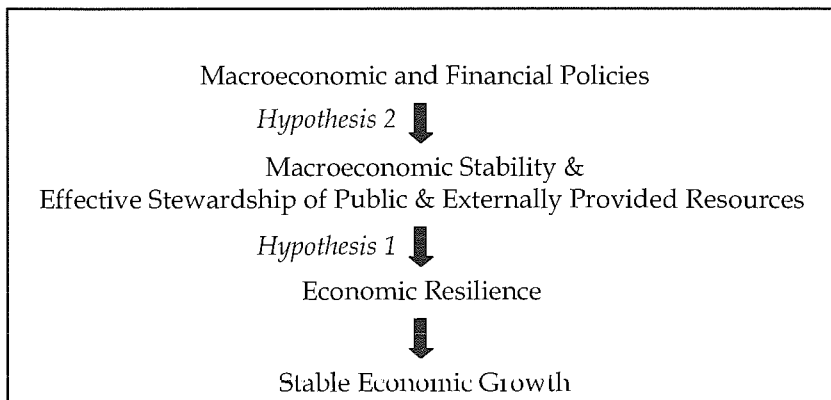 Macroeconomic and Financial Policies
Hypothesis 2
Macroeconomic Stability &
Effective Stewardship of Public & Externally Provided Resources
Hypothesis 1
Economic Resilience
Stable Economic Growth